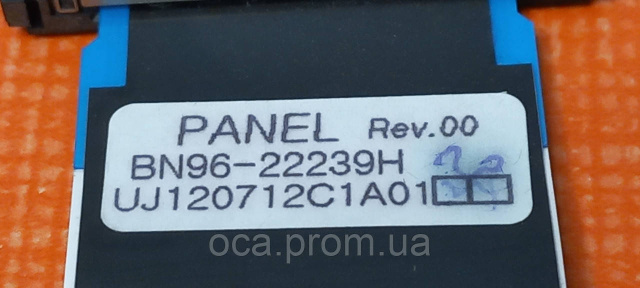 PANEL Rev.00
BN96-22239H
UJ120712C1A01
oca.prom.ua